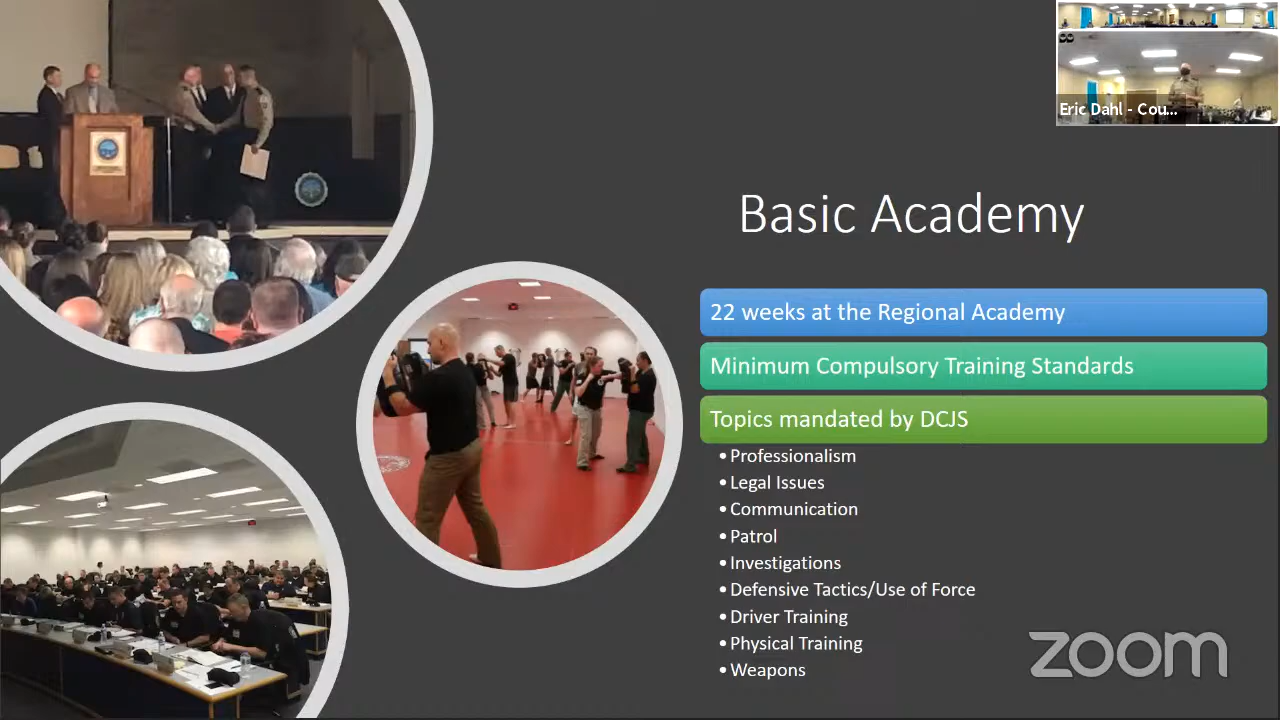 Eric Dahl - Cou...
Basic Academy
22 weeks at the Regional Academy
Minimum Compulsory Training Standards
Topics mandated by DCJS
• Professionalism
• Legal Issues
• Communication
• Patrol
• Investigations
• Defensive Tactics/Use of Force
• Driver Training
• Physical Training
• Weapons
zoom